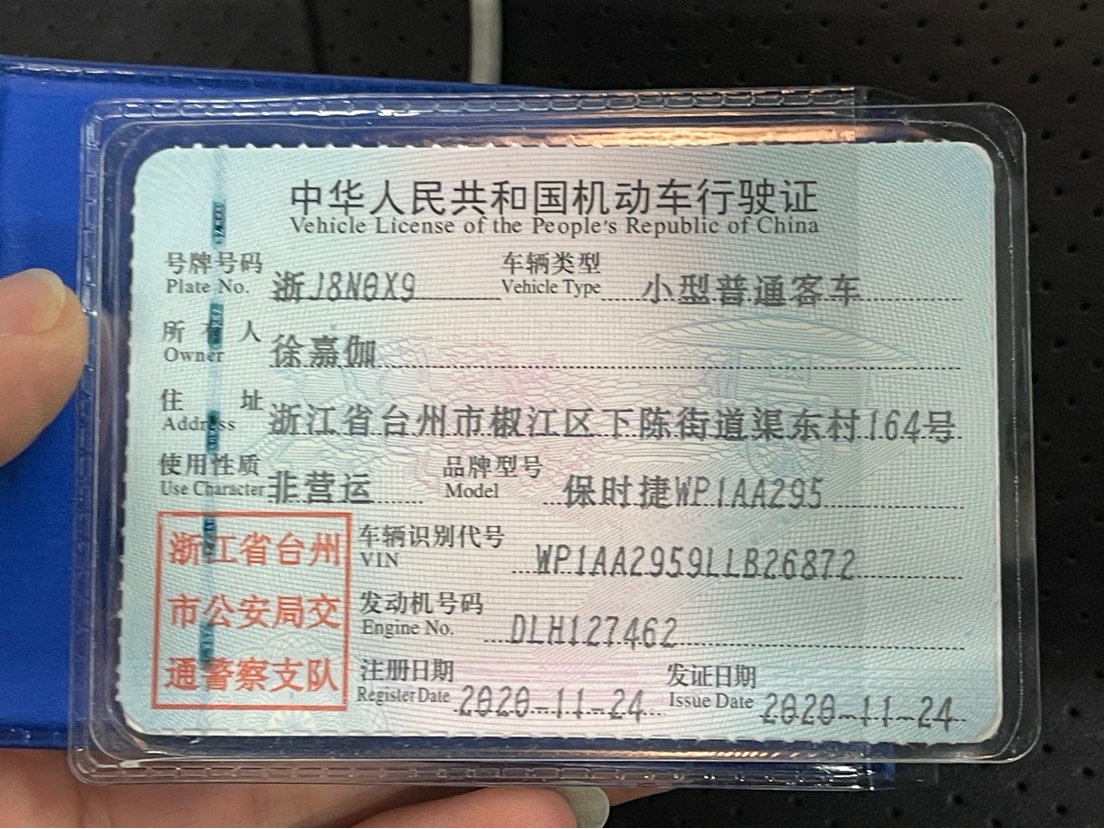 中华人民共和国机动车行驶证
Vehicle License of the People's Republic of China
号牌号码 浙J8N0X9 车辆类型 小型普通客车
Plate No. Vehicle Type
所有人 徐嘉伽
Owner
住址 浙江省台州市椒江区下陈街道渠东村164号
Address
使用性质 非营运 品牌型号 保时捷WP1AA295
Use Character Model
浙江省台州
市公安局交
通警察支队
车辆识别代号 WP1AA2959LLB26872
VIN
发动机号码 DLH127462
Engine No.
注册日期 2020-11-24 发证日期 2020-11-24
Register Date Issue Date